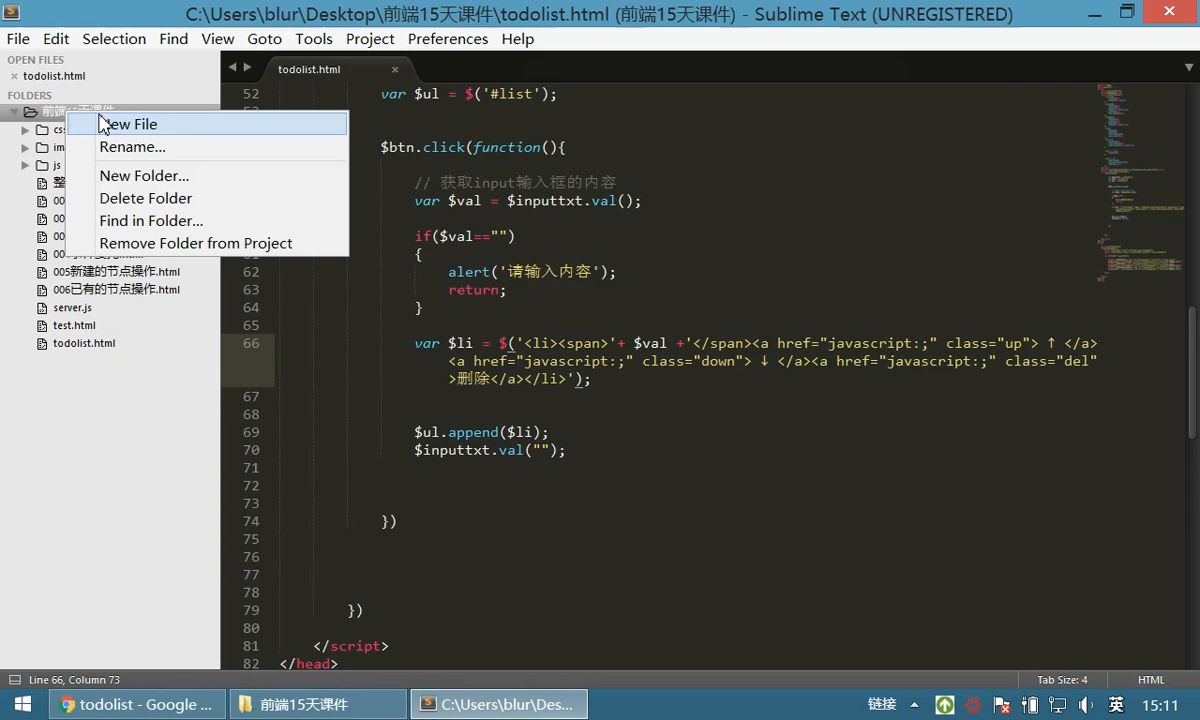 C:\Users\blur\Desktop\前端15天课件\todolist.html (前端15天课件) - Sublime Text (UNREGISTERED)
File Edit Selection Find View Goto Tools Project Preferences Help
OPEN FILES
todolist.html
FOLDERS
前端15天课件
New File
Rename...
New Folder...
Delete Folder
Find in Folder...
Remove Folder from Project
js
005新建的节点操作.html
006已有的节点操作.html
server.js
test.html
todolist.html
todolist.html
52 var $ul = $('#list');
$btn.click(function(){
// 获取input输入框的内容
var $val = $inputtxt.val();
if($val=="")
{
62 alert('请输入内容');
63 return;
64 }
65
66 var $li = $('<li><span>'+ $val +'</span><a href="javascript:;" class="up"> ↑ </a>
<a href="javascript:;" class="down"> ↓ </a><a href="javascript:;" class="del"
>删除</a></li>');
67
68
69 $ul.append($li);
70 $inputtxt.val("");
71
72
73
74 })
75
76
77
78
79 })
80
81 </script>
82 </head>
Line 66, Column 73
Tab Size: 4
HTML
todolist - Google ...
前端15天课件
C:\Users\blur\Des...
链接
英
15:11